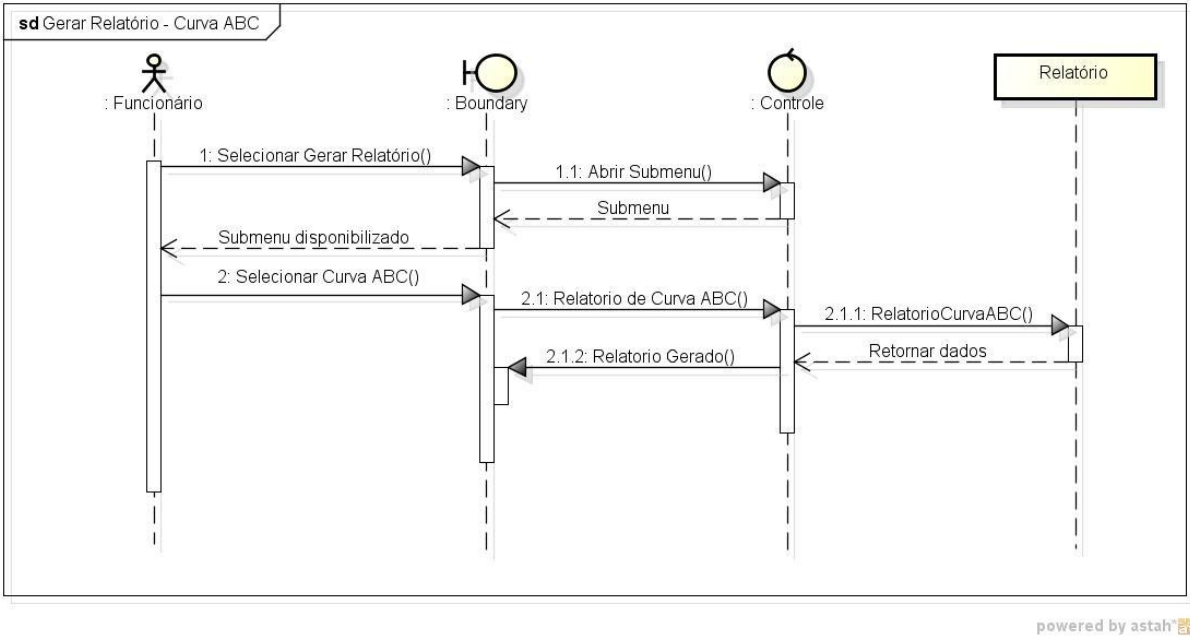 sd Gerar Relatório - Curva ABC
: Funcionário
: Boundary
: Controle
Relatório
1: Selecionar Gerar Relatório()
1.1: Abrir Submenu()
Submenu
Submenu disponibilizado
2: Selecionar Curva ABC()
2.1: Relatorio de Curva ABC()
2.1.1: RelatorioCurvaABC()
Retornar dados
2.1.2: Relatorio Gerado()
powered by astah*